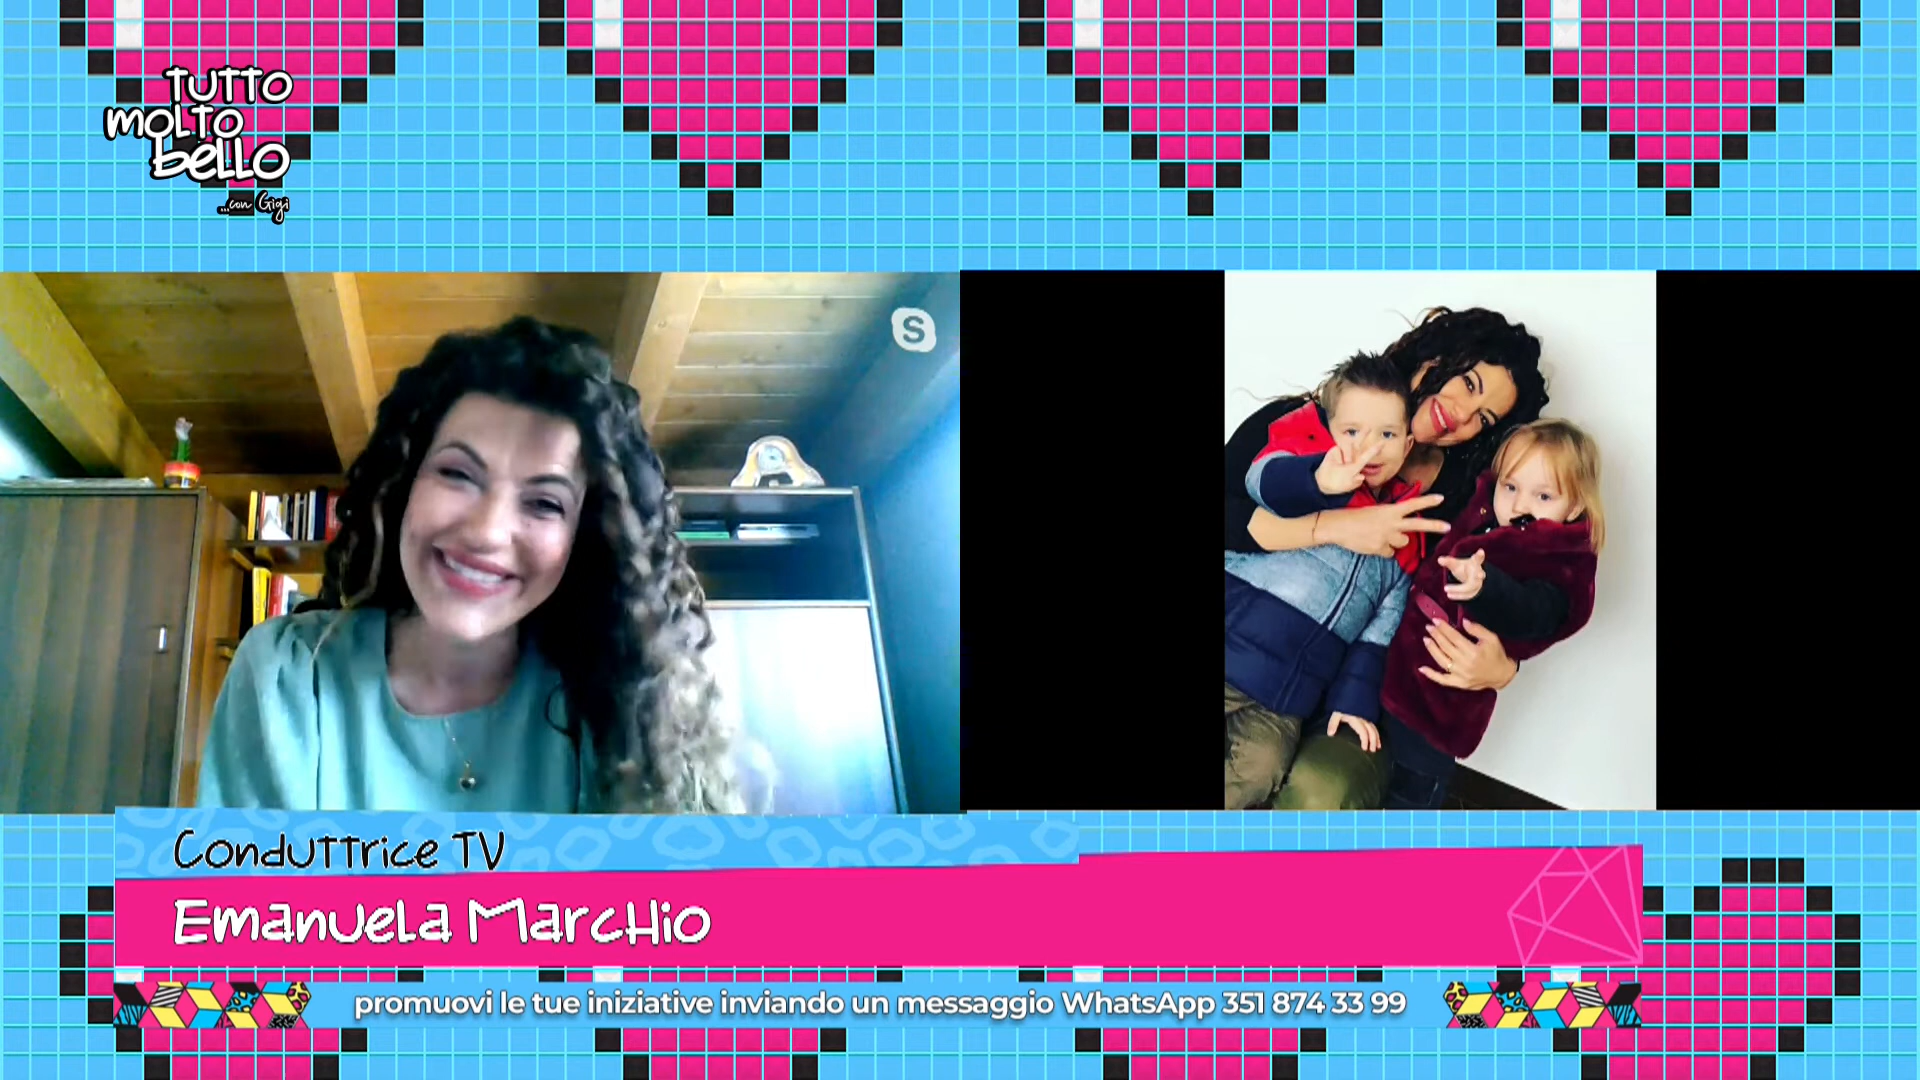 TUTTO
MOLTO
BELLO
...con Gigi
S
Conduttrice TV
Emanuela Marchio
promuovi le tue iniziative inviando un messaggio WhatsApp 351 874 33 99